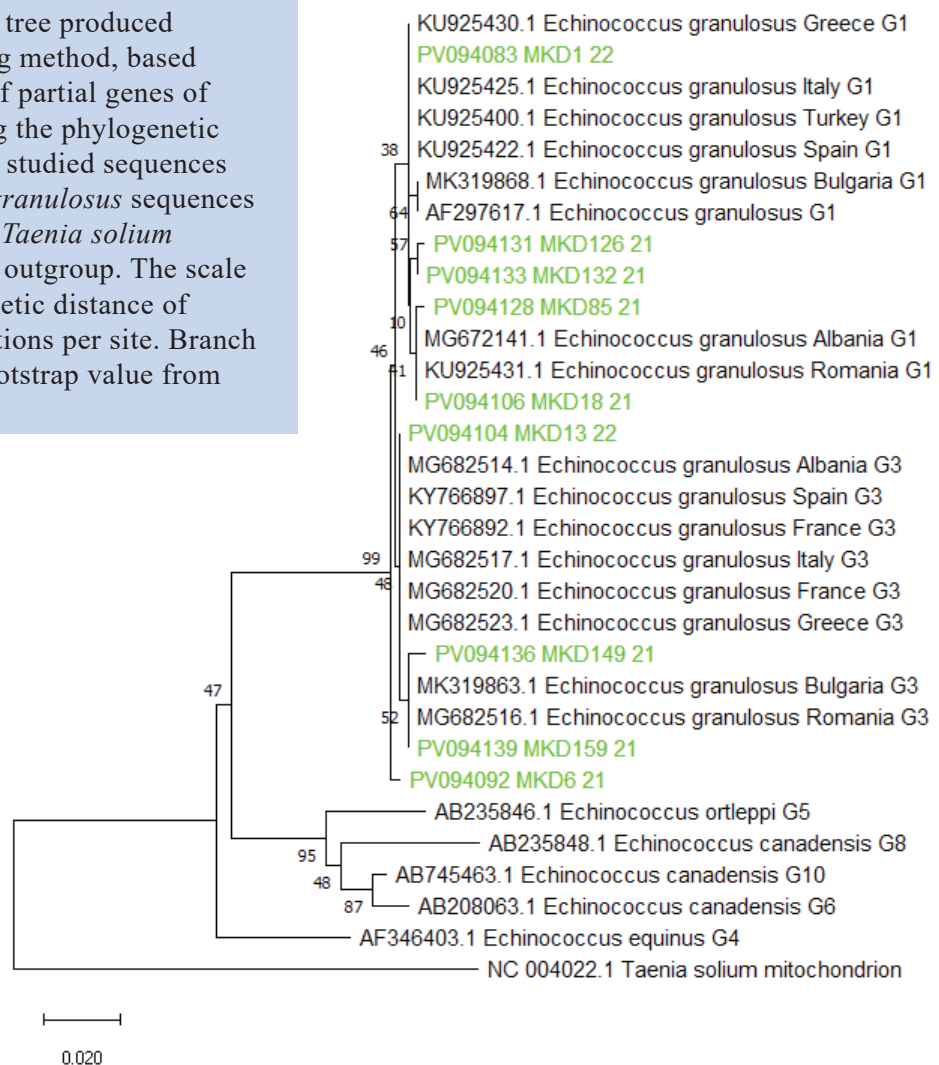 tree produced
g method, based
f partial genes of
g the phylogenetic
studied sequences
ranulosus sequences
Taenia solium
outgroup. The scale
netic distance of
tions per site. Branch
otstrap value from
KU925430.1 Echinococcus granulosus Greece G1
PV094083 MKD1 22
KU925425.1 Echinococcus granulosus Italy G1
KU925400.1 Echinococcus granulosus Turkey G1
38
KU925422.1 Echinococcus granulosus Spain G1
MK319868.1 Echinococcus granulosus Bulgaria G1
64
AF297617.1 Echinococcus granulosus G1
57
PV094131 MKD126 21
PV094133 MKD132 21
PV094128 MKD85 21
10
MG672141.1 Echinococcus granulosus Albania G1
46
KU925431.1 Echinococcus granulosus Romania G1
PV094106 MKD18 21
PV094104 MKD13 22
MG682514.1 Echinococcus granulosus Albania G3
KY766897.1 Echinococcus granulosus Spain G3
KY766892.1 Echinococcus granulosus France G3
99
MG682517.1 Echinococcus granulosus Italy G3
48
MG682520.1 Echinococcus granulosus France G3
MG682523.1 Echinococcus granulosus Greece G3
PV094136 MKD149 21
47
MK319863.1 Echinococcus granulosus Bulgaria G3
52
MG682516.1 Echinococcus granulosus Romania G3
PV094139 MKD159 21
PV094092 MKD6 21
AB235846.1 Echinococcus ortleppi G5
AB235848.1 Echinococcus canadensis G8
95
AB745463.1 Echinococcus canadensis G10
48
AB208063.1 Echinococcus canadensis G6
87
AF346403.1 Echinococcus equinus G4
NC 004022.1 Taenia solium mitochondrion
0.020